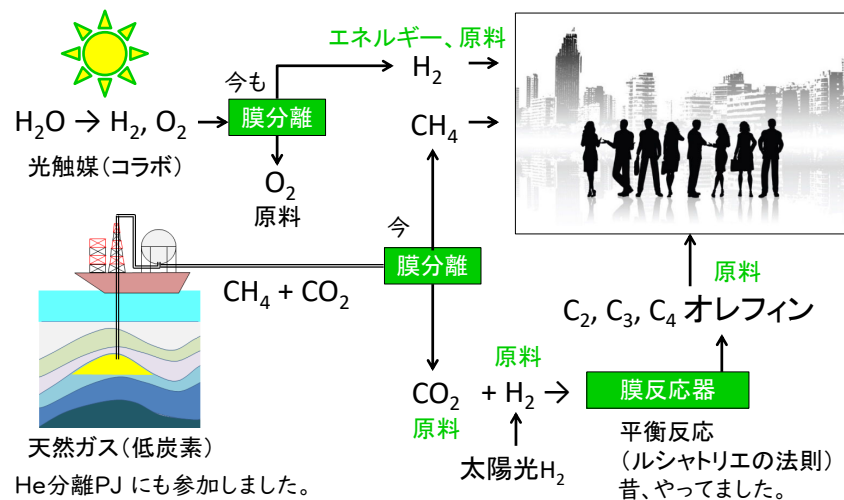 エネルギー、原料
今も
H₂
H₂O → H₂, O₂ → 膜分離
CH₄
光触媒(コラボ)
O₂
原料
今
膜分離
CH₄ + CO₂
原料
C₂, C₃, C₄ オレフィン
原料
CO₂ + H₂ → 膜反応器
原料
天然ガス(低炭素)
太陽光H₂
平衡反応
(ルシャトリエの法則)
昔、やってました。
He分離PJ にも参加しました。